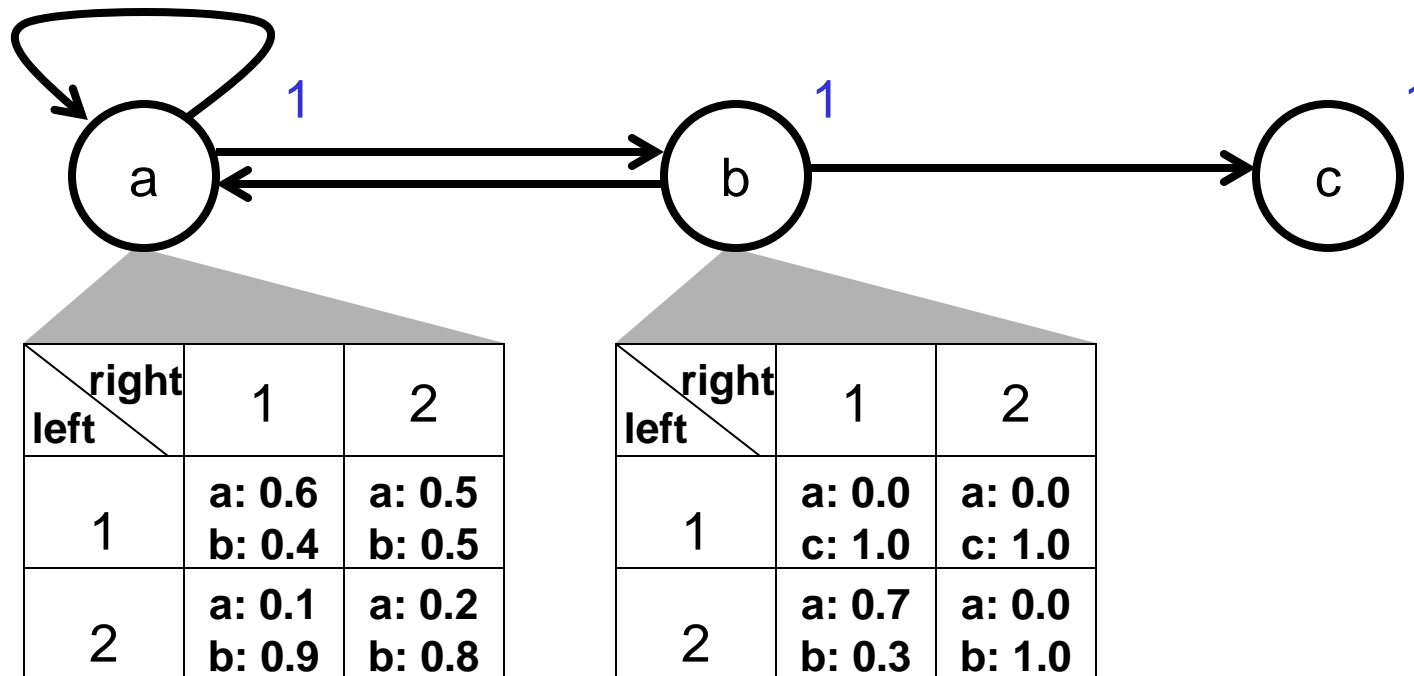 1 1
a b c
right 1 2
left
right 1 2
left
1
a: 0.6 a: 0.5
b: 0.4 b: 0.5
1
a: 0.0 a: 0.0
c: 1.0 c: 1.0
2
a: 0.1 a: 0.2
b: 0.9 b: 0.8
2
a: 0.7 a: 0.0
b: 0.3 b: 1.0